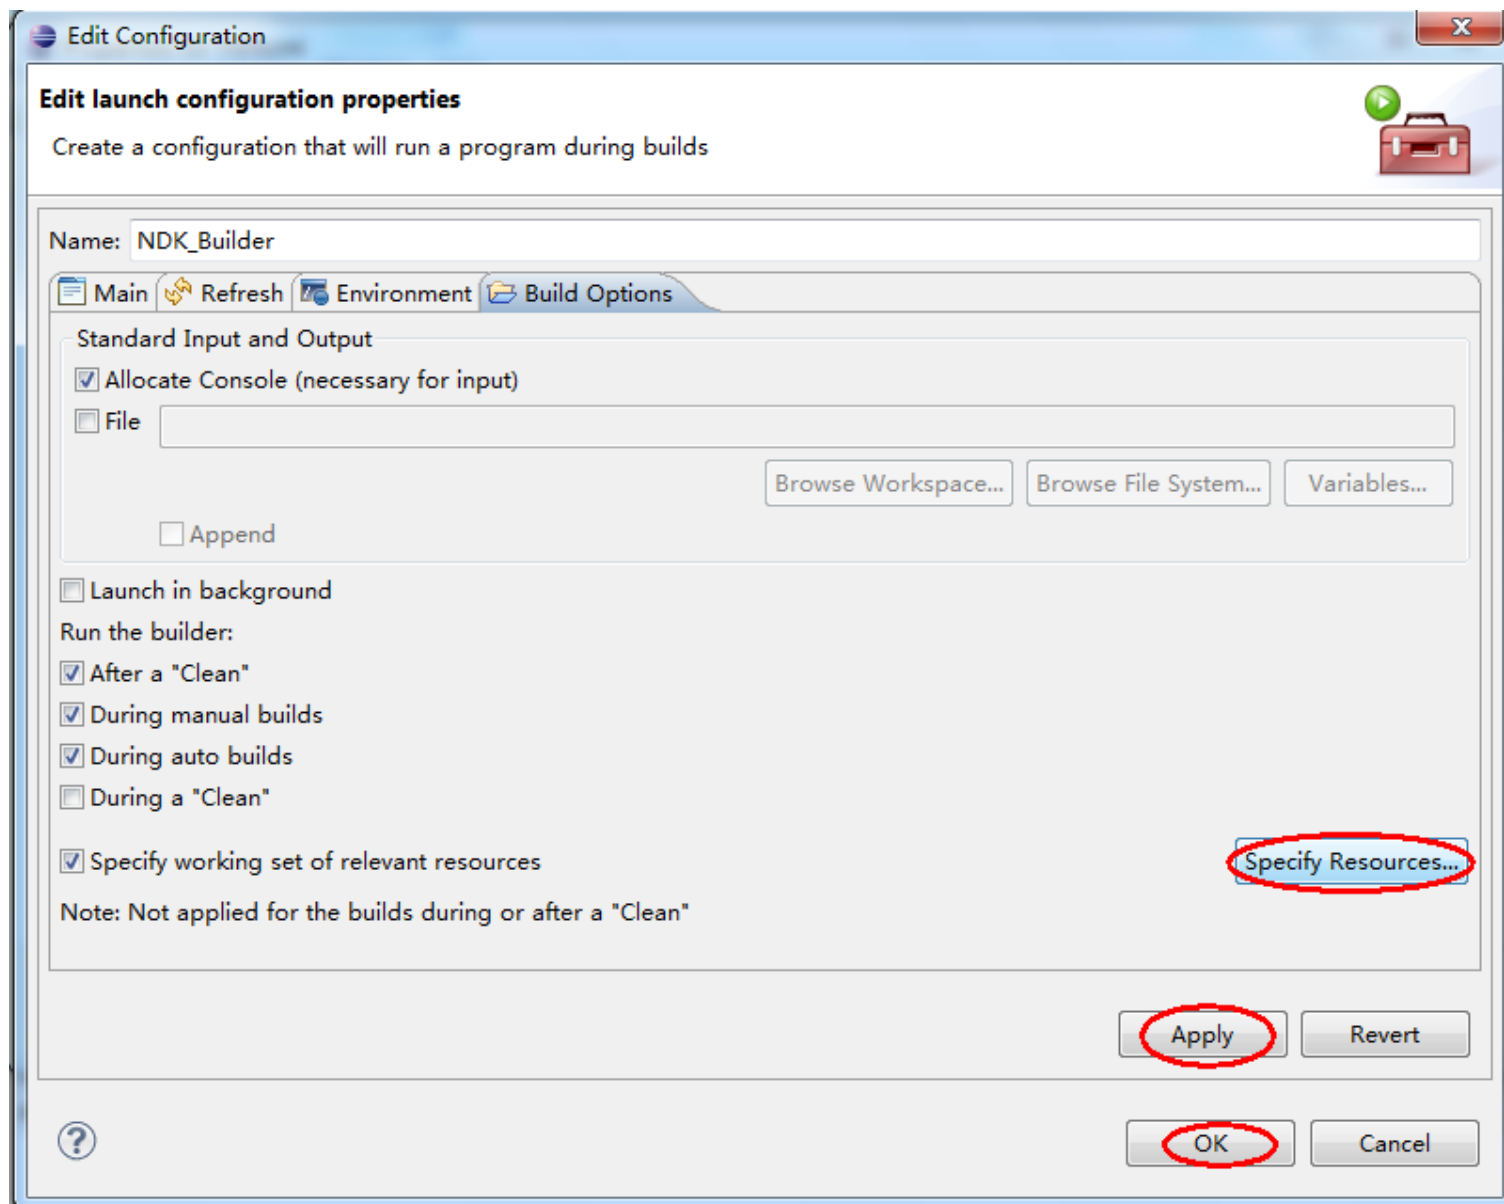 Edit Configuration
Edit launch configuration properties
Create a configuration that will run a program during builds
Name: NDK_Builder
Main Refresh Environment Build Options
Standard Input and Output
Allocate Console (necessary for input)
File
Browse Workspace... Browse File System... Variables...
Append
Launch in background
Run the builder:
After a "Clean"
During manual builds
During auto builds
During a "Clean"
Specify working set of relevant resources Specify Resources...
Note: Not applied for the builds during or after a "Clean"
Apply Revert
? OK Cancel